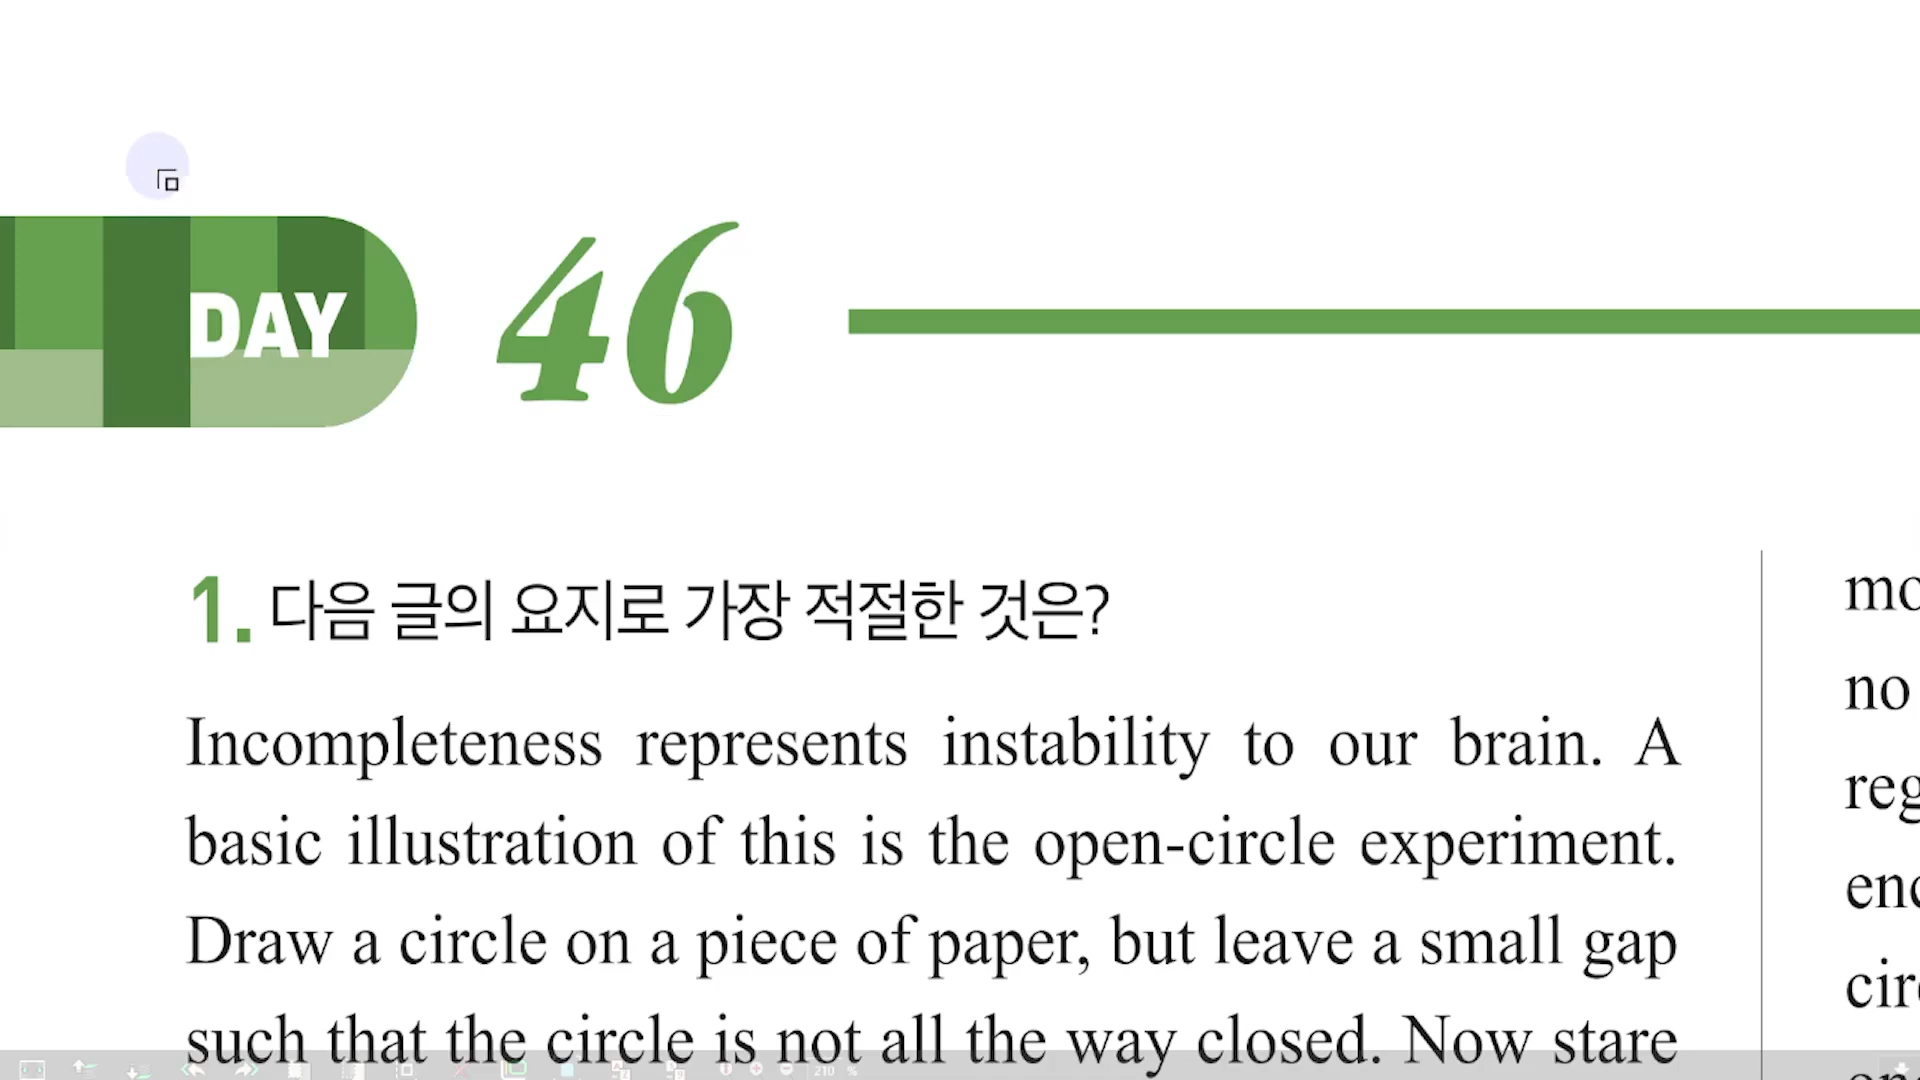 DAY 46
1. 다음 글의 요지로 가장 적절한 것은?
Incompleteness represents instability to our brain. A
basic illustration of this is the open-circle experiment.
Draw a circle on a piece of paper, but leave a small gap
such that the circle is not all the way closed. Now stare
no
210 %